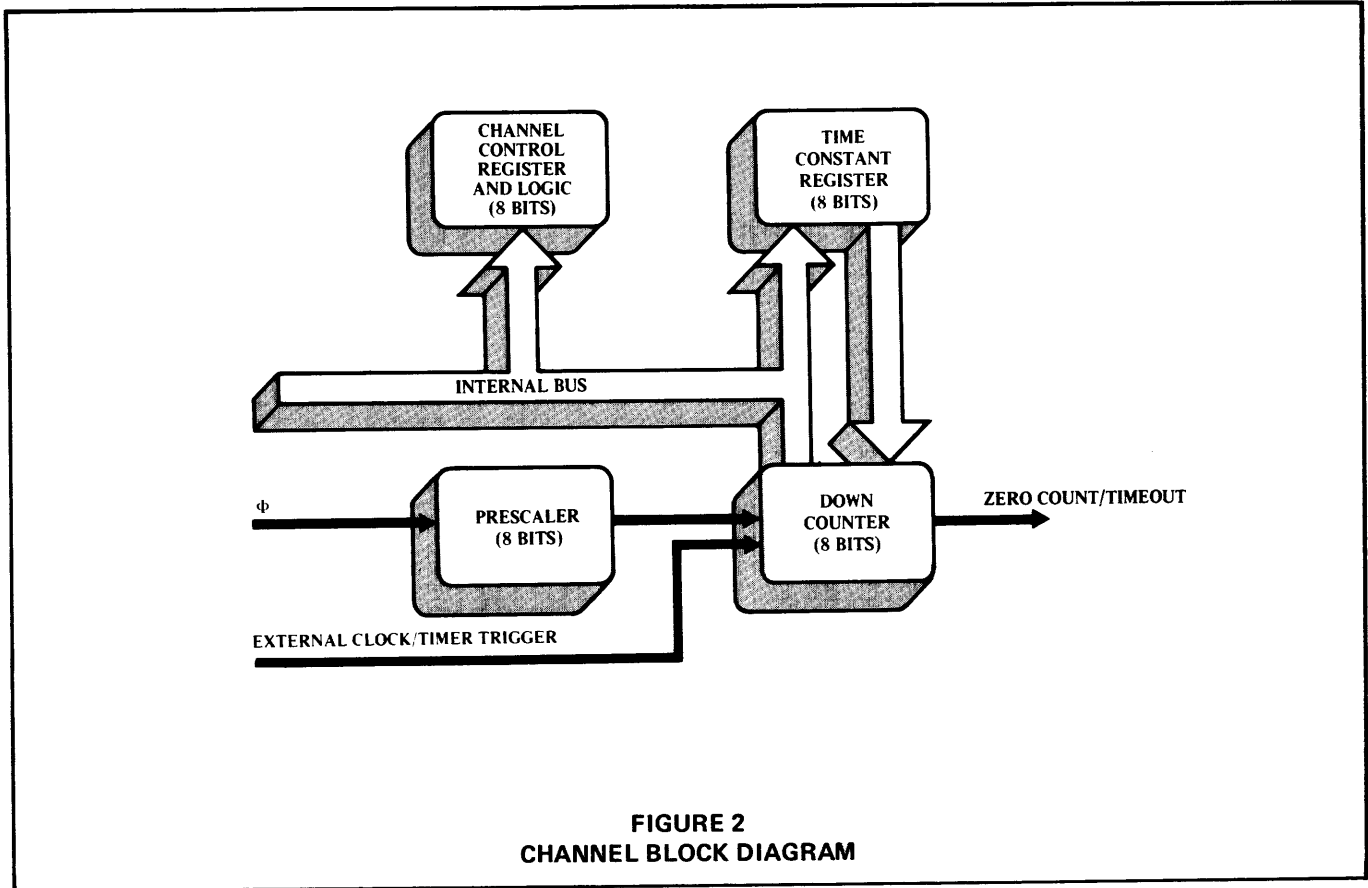 CHANNEL
CONTROL
REGISTER
AND LOGIC
(8 BITS)
TIME
CONSTANT
REGISTER
(8 BITS)
INTERNAL BUS
Φ
PRESCALER
(8 BITS)
DOWN
COUNTER
(8 BITS)
ZERO COUNT/TIMEOUT
EXTERNAL CLOCK/TIMER TRIGGER
FIGURE 2
CHANNEL BLOCK DIAGRAM